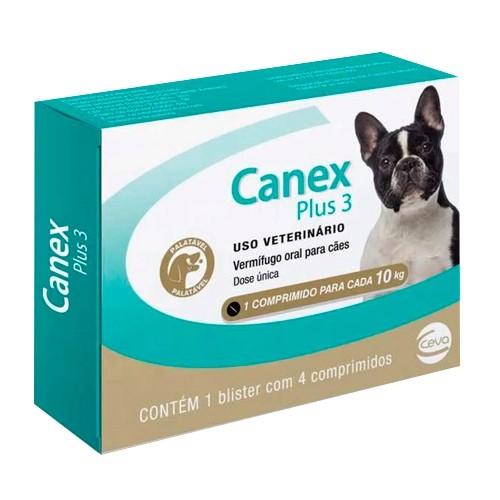 Canex
Plus 3
Canex
Plus 3
USO VETERINÁRIO
Vermífugo oral para cães
Dose única
1 COMPRIMIDO PARA CADA 10 kg
PALATÁVEL
PALATÁVEL
Ceva
CONTÉM 1 blister com 4 comprimidos